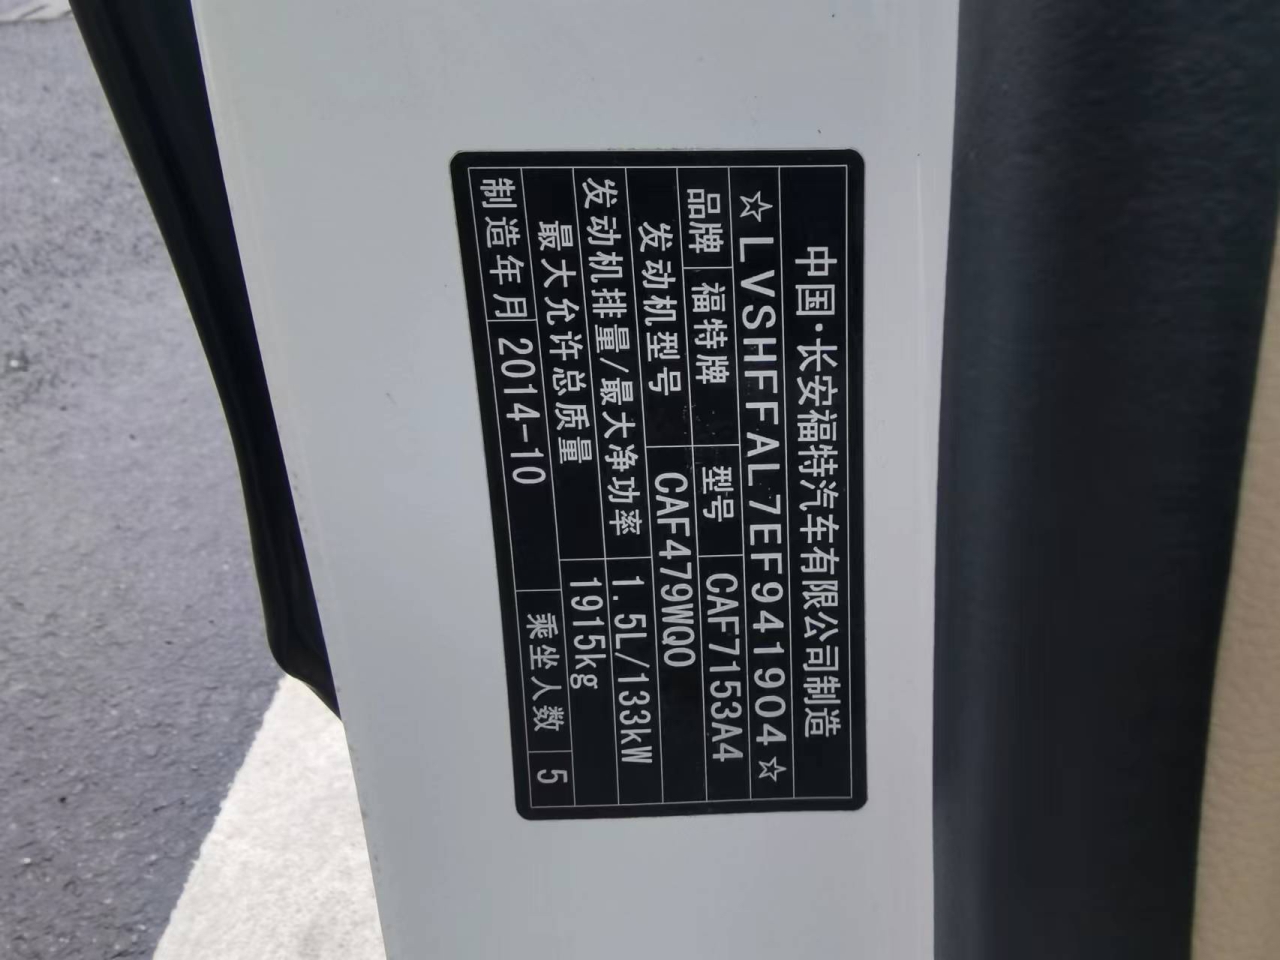 中国·长安福特汽车有限公司制造
☆LVSHFFAL7EF941904☆
品牌 福特牌 型号 CAF7153A4
发动机型号 CAF479WQ0
发动机排量/最大净功率 1.5L/133kW
最大允许总质量 1915kg
制造年月 2014-10 乘坐人数 5